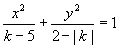 x²/(k−5) + y²/(2−|k|) = 1